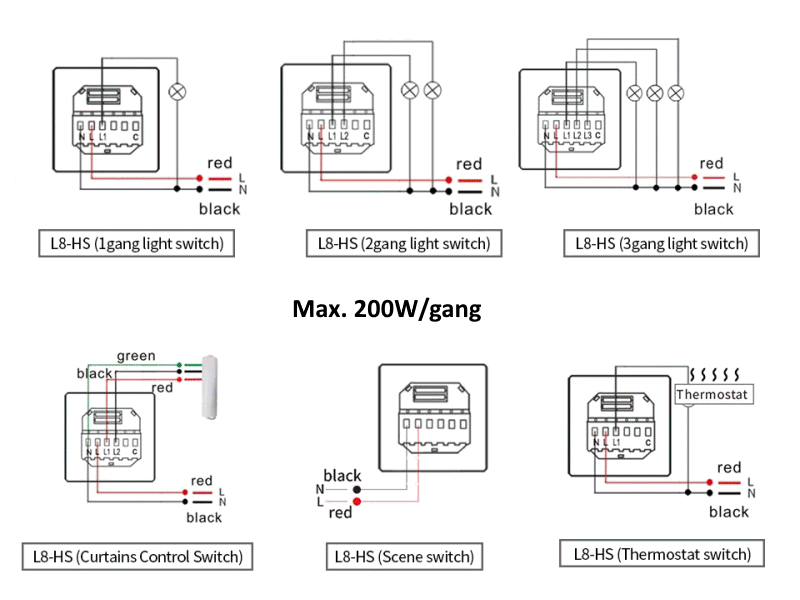 N L L1 C
red
L
N
black
L8-HS (1gang light switch)
N L L1 L2 C
red
L
N
black
L8-HS (2gang light switch)
N L L1 L2 L3 C
red
L
N
black
L8-HS (3gang light switch)
Max. 200W/gang
green
black
red
N L L1 L2 C
red
L
N
black
L8-HS (Curtains Control Switch)
black
N
L
red
L8-HS (Scene switch)
Thermostat
N L L1 C
red
L
N
black
L8-HS (Thermostat switch)